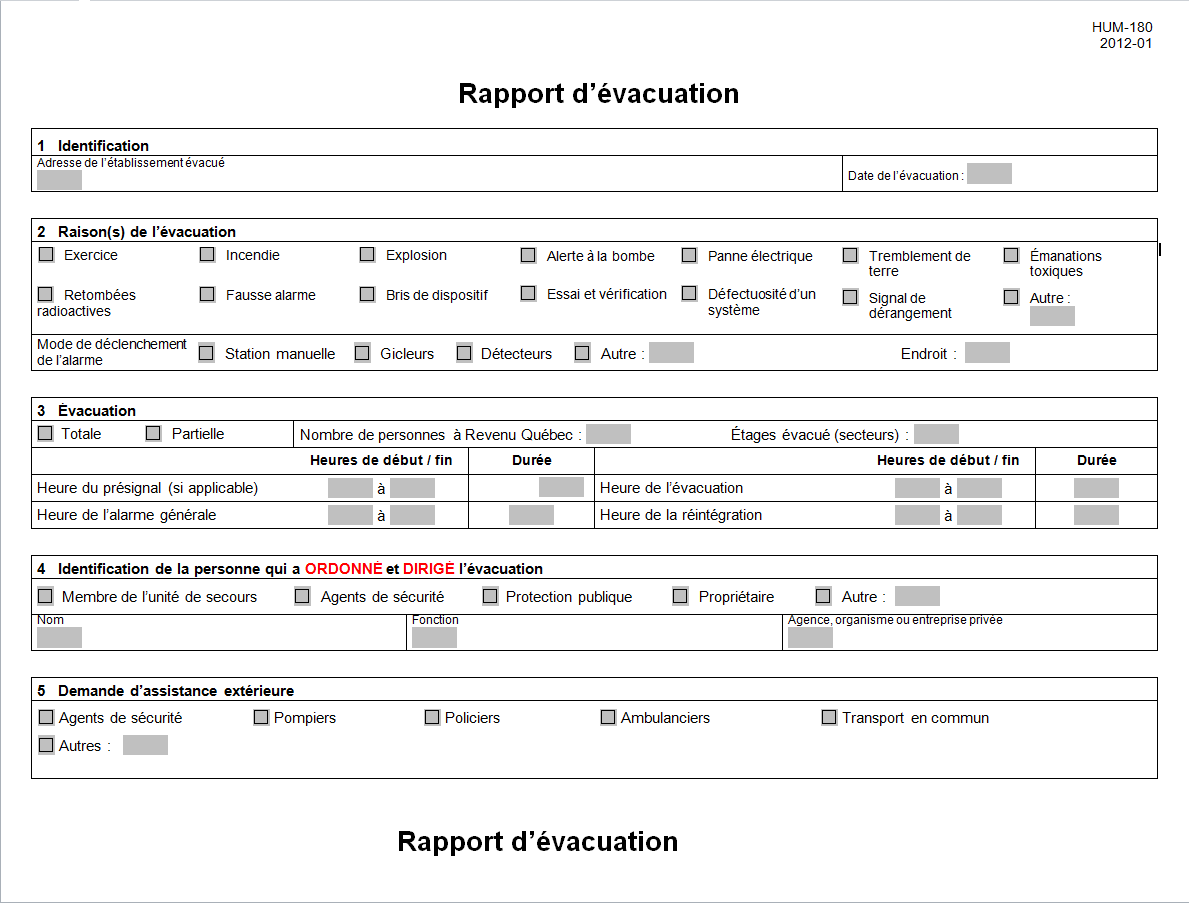 HUM-180
2012-01
Rapport d’évacuation
1 Identification
Adresse de l’établissement évacué
Date de l’évacuation :
2 Raison(s) de l’évacuation
Exercice Incendie Explosion Alerte à la bombe Panne électrique Tremblement de terre Émanations toxiques
Retombées radioactives Fausse alarme Bris de dispositif Essai et vérification Défectuosité d’un système Signal de dérangement Autre :
Mode de déclenchement de l’alarme Station manuelle Gicleurs Détecteurs Autre : Endroit :
3 Évacuation
Totale Partielle Nombre de personnes à Revenu Québec : Étages évacué (secteurs) :
Heures de début / fin Durée Heures de début / fin Durée
Heure du présignal (si applicable) à Heure de l’évacuation à
Heure de l’alarme générale à Heure de la réintégration à
4 Identification de la personne qui a ORDONNÉ et DIRIGÉ l’évacuation
Membre de l’unité de secours Agents de sécurité Protection publique Propriétaire Autre :
Nom Fonction Agence, organisme ou entreprise privée
5 Demande d’assistance extérieure
Agents de sécurité Pompiers Policiers Ambulanciers Transport en commun
Autres :
Rapport d’évacuation